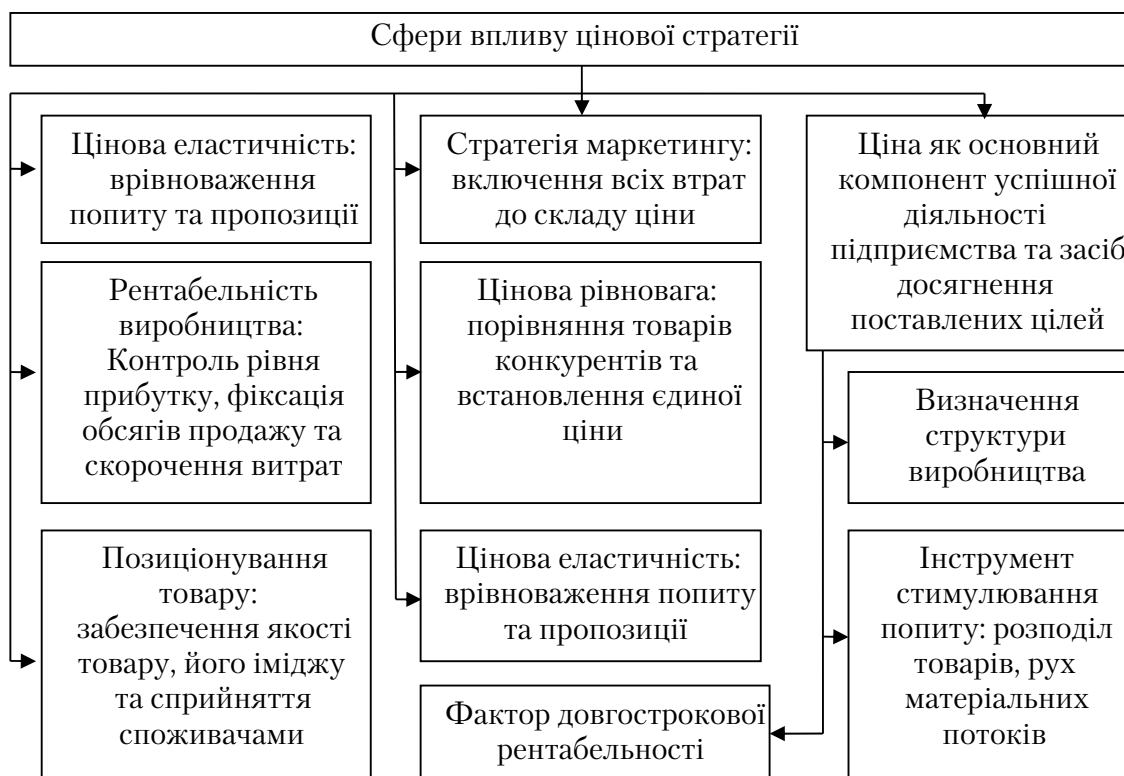 Сфери впливу цінової стратегії
Цінова еластичність:
врівноваження
попиту та пропозиції
Рентабельність
виробництва:
Контроль рівня
прибутку, фіксація
обсягів продажу та
скорочення витрат
Позиціонування
товару:
забезпечення якості
товару, його іміджу
та сприйняття
споживачами
Стратегія маркетингу:
включення всіх втрат
до складу ціни
Цінова рівновага:
порівняння товарів
конкурентів та
встановлення єдиної
ціни
Цінова еластичність:
врівноваження попиту
та пропозиції
Фактор довгострокової
рентабельності
Ціна як основний
компонент успішної
діяльності
підприємства та засіб
досягнення
поставлених цілей
Визначення
структури
виробництва
Інструмент
стимулювання
попиту: розподіл
товарів, рух
матеріальних
потоків